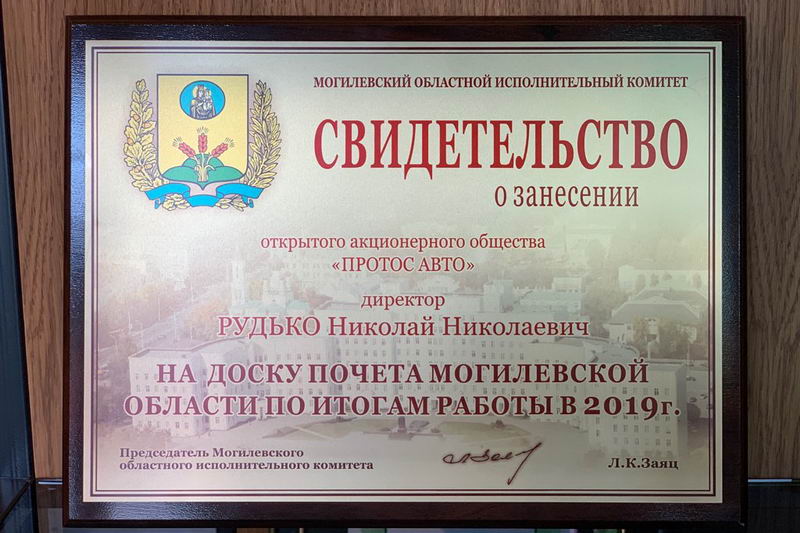 МОГИЛЕВСКИЙ ОБЛАСТНОЙ ИСПОЛНИТЕЛЬНЫЙ КОМИТЕТ
СВИДЕТЕЛЬСТВО
о занесении
открытого акционерного общества
«ПРОТОС АВТО»
директор
РУДЬКО Николай Николаевич
НА ДОСКУ ПОЧЕТА МОГИЛЕВСКОЙ
ОБЛАСТИ ПО ИТОГАМ РАБОТЫ В 2019г.
Председатель Могилевского
областного исполнительного комитета
Л.К.Заяц